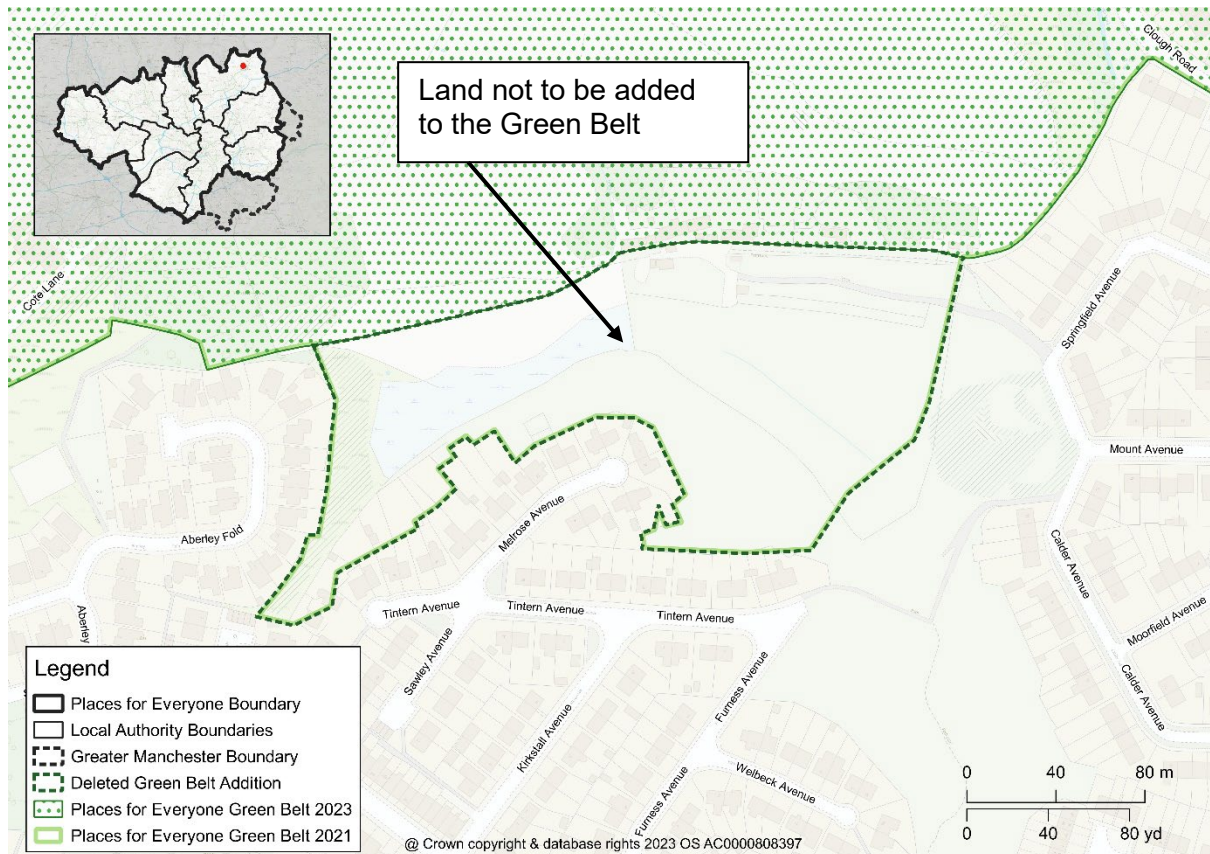 Clough Road
Land not to be added
to the Green Belt
Cote Lane
Springfield Avenue
Mount Avenue
Melrose Avenue
Aberley Fold
Calder Avenue
Tintern Avenue
Tintern Avenue
Tintern Avenue
Aberley
Moorfield Avenue
Sawley Avenue
Furness Avenue
Calder Avenue
Kirkstall Avenue
Welbeck Avenue
Furness Avenue
Legend
Places for Everyone Boundary
Local Authority Boundaries
Greater Manchester Boundary
Deleted Green Belt Addition
Places for Everyone Green Belt 2023
Places for Everyone Green Belt 2021
0 40 80 m
0 40 80 yd
@ Crown copyright & database rights 2023 OS AC0000808397